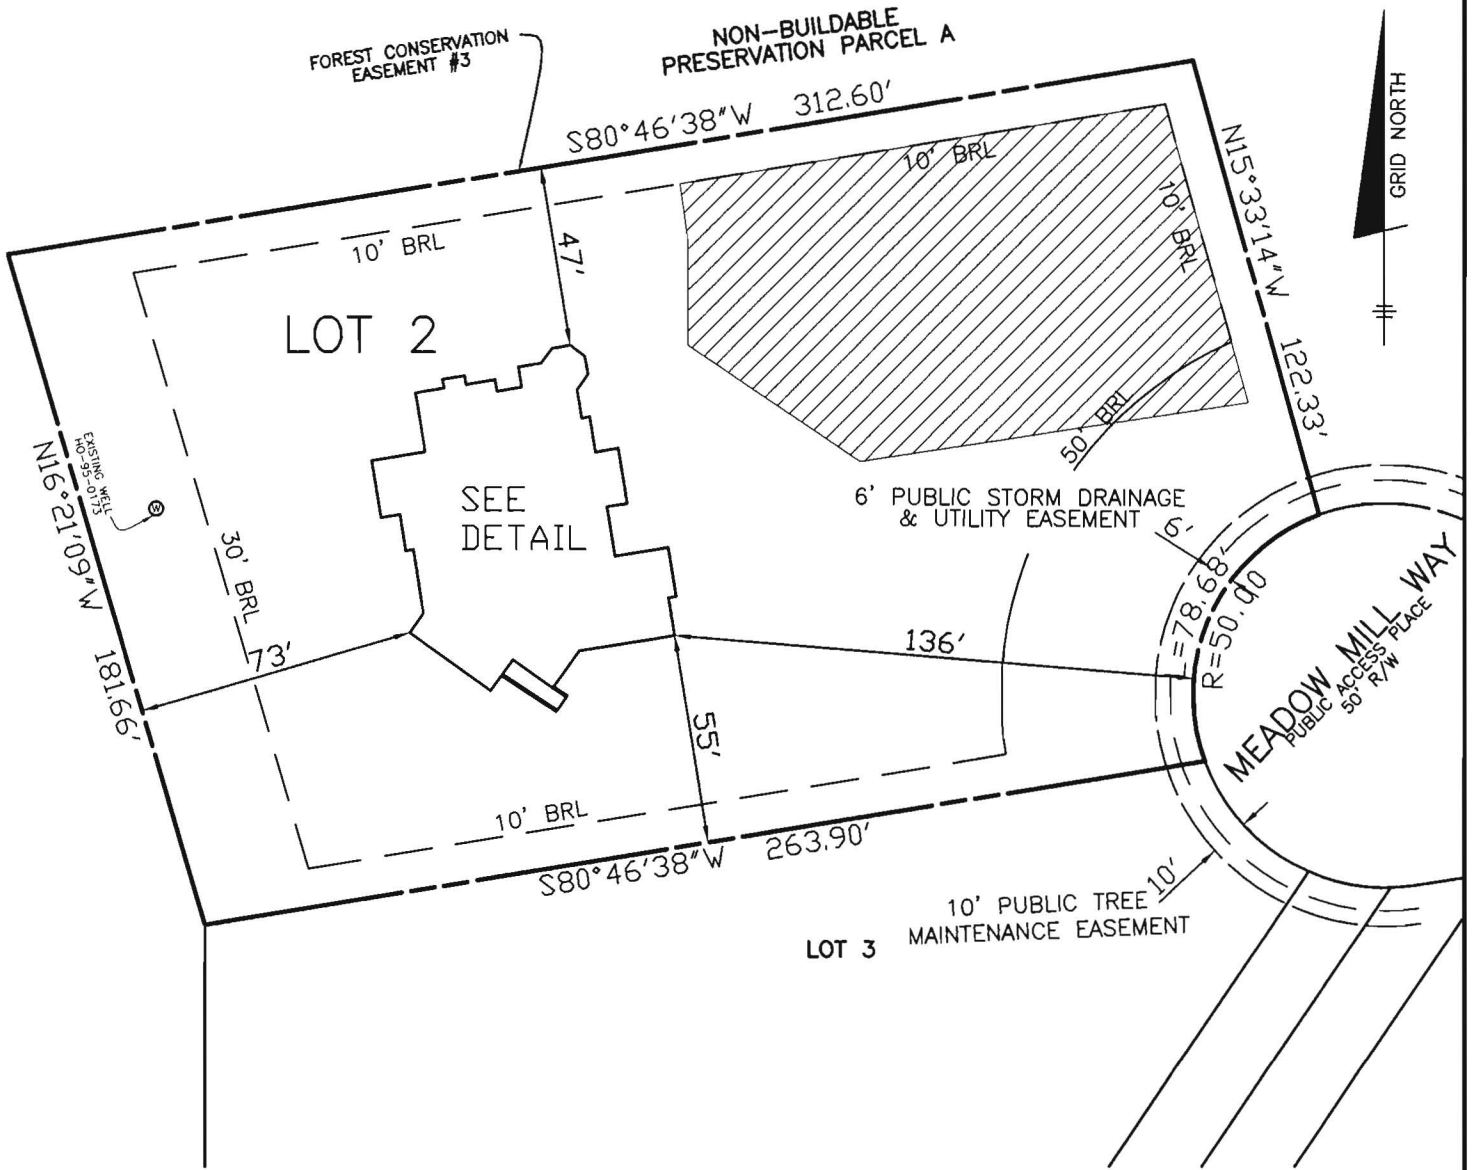 NON-BUILDABLE
PRESERVATION PARCEL A
FOREST CONSERVATION
EASEMENT #3
S80°46'38"W 312.60'
GRID NORTH
10' BRL
N15°33'14"W 122.33'
10' BRL
10' BRL
47'
LOT 2
50' BRL
EXISTING WELL
HO-95-0173
W
N16°21'09"W 181.66'
SEE
DETAIL
6' PUBLIC STORM DRAINAGE
& UTILITY EASEMENT
6'
30' BRL
L=78.68'
R=50.00
MEADOW MILL WAY
PUBLIC ACCESS PLACE
50' R/W
73'
136'
55'
10' BRL
S80°46'38"W 263.90'
10'
10' PUBLIC TREE
MAINTENANCE EASEMENT
LOT 3